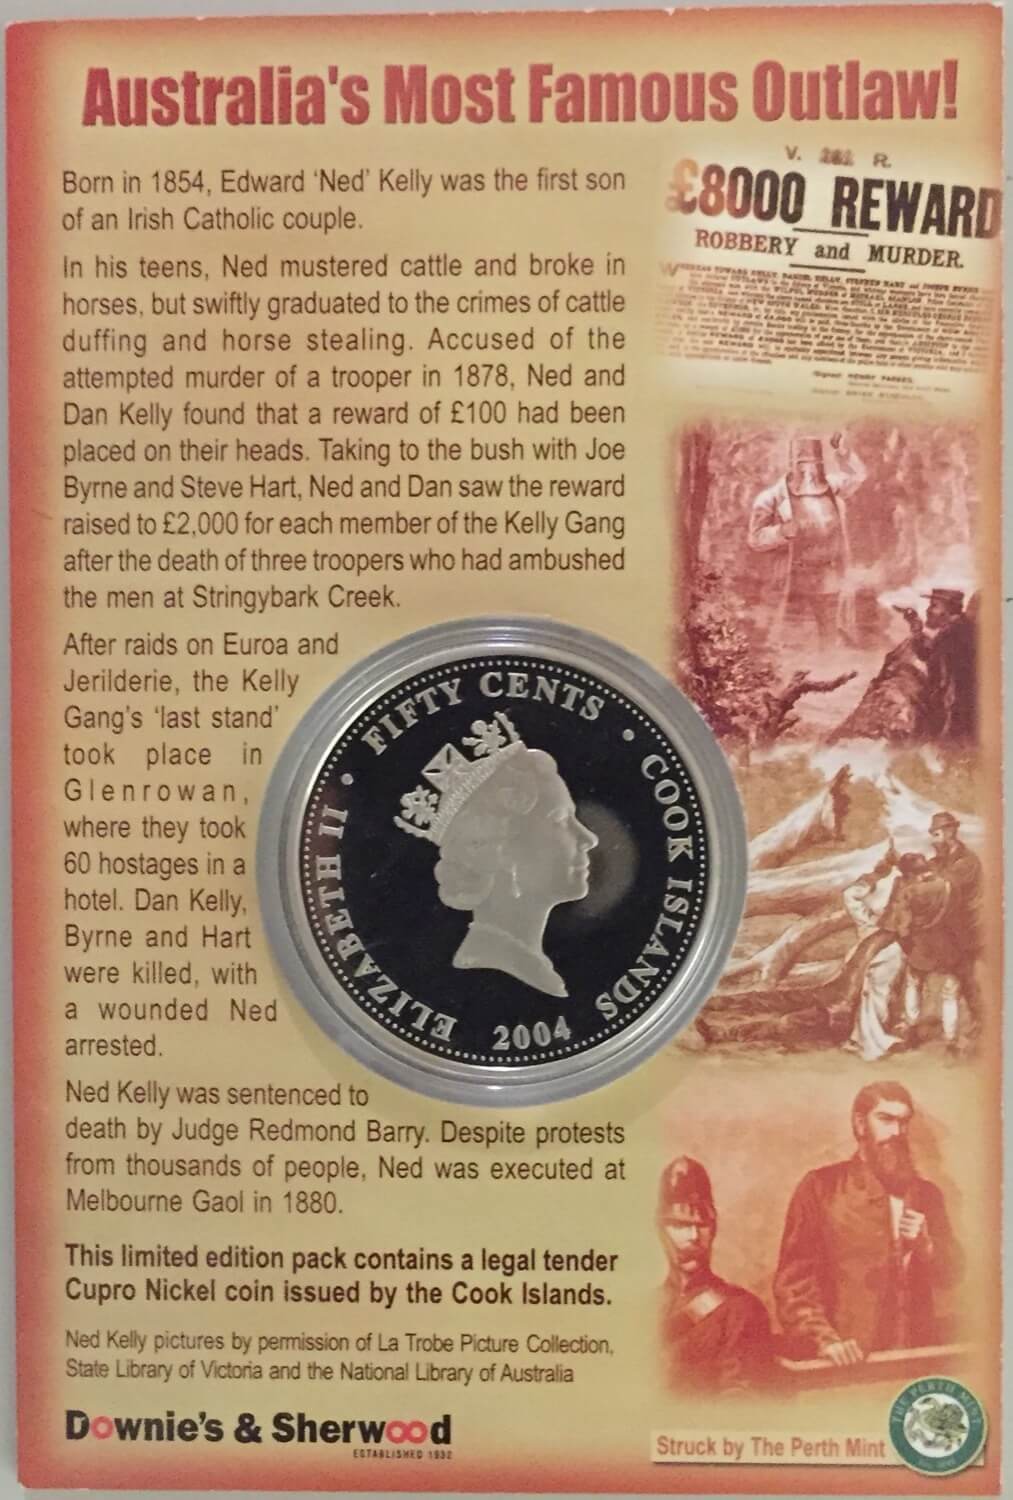 Australia's Most Famous Outlaw!
Born in 1854, Edward 'Ned' Kelly was the first son
of an Irish Catholic couple.
In his teens, Ned mustered cattle and broke in
horses, but swiftly graduated to the crimes of cattle
duffing and horse stealing. Accused of the
attempted murder of a trooper in 1878, Ned and
Dan Kelly found that a reward of £100 had been
placed on their heads. Taking to the bush with Joe
Byrne and Steve Hart, Ned and Dan saw the reward
raised to £2,000 for each member of the Kelly Gang
after the death of three troopers who had ambushed
the men at Stringybark Creek.
After raids on Euroa and
Jerilderie, the Kelly
Gang's 'last stand'
took place in
Glenrowan,
where they took
60 hostages in a
hotel. Dan Kelly,
Byrne and Hart
were killed, with
a wounded Ned
arrested.
Ned Kelly was sentenced to
death by Judge Redmond Barry. Despite protests
from thousands of people, Ned was executed at
Melbourne Gaol in 1880.
This limited edition pack contains a legal tender
Cupro Nickel coin issued by the Cook Islands.
Ned Kelly pictures by permission of La Trobe Picture Collection,
State Library of Victoria and the National Library of Australia
Downie's & Sherwood
ESTABLISHED 1932
V. R.
£8000 REWARD
ROBBERY and MURDER.
ELIZABETH II • FIFTY CENTS • COOK ISLANDS
2004
Struck by The Perth Mint
THE PERTH MINT